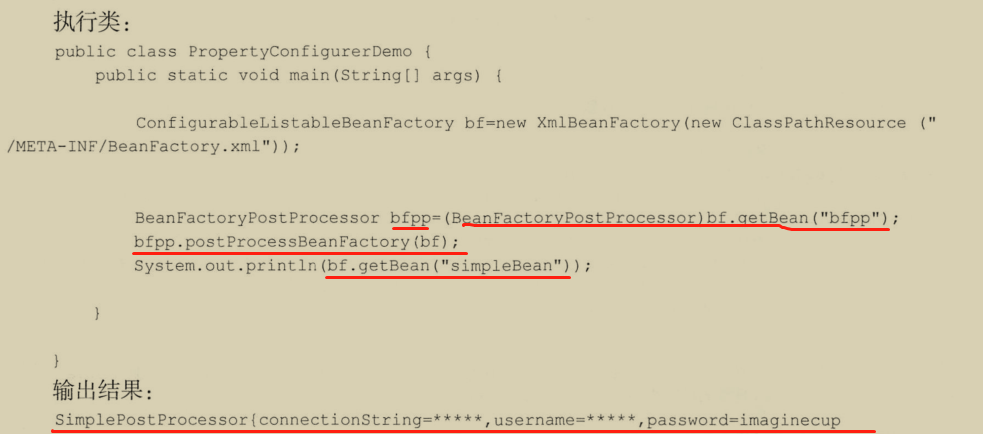 执行类:
public class PropertyConfigurerDemo {
public static void main(String[] args) {
ConfigurableListableBeanFactory bf=new XmlBeanFactory(new ClassPathResource ("
/META-INF/BeanFactory.xml"));
BeanFactoryPostProcessor bfpp=(BeanFactoryPostProcessor)bf.getBean("bfpp");
bfpp.postProcessBeanFactory(bf);
System.out.println(bf.getBean("simpleBean"));
}
}
输出结果:
SimplePostProcessor{connectionString=*****,username=*****,password=imaginecup